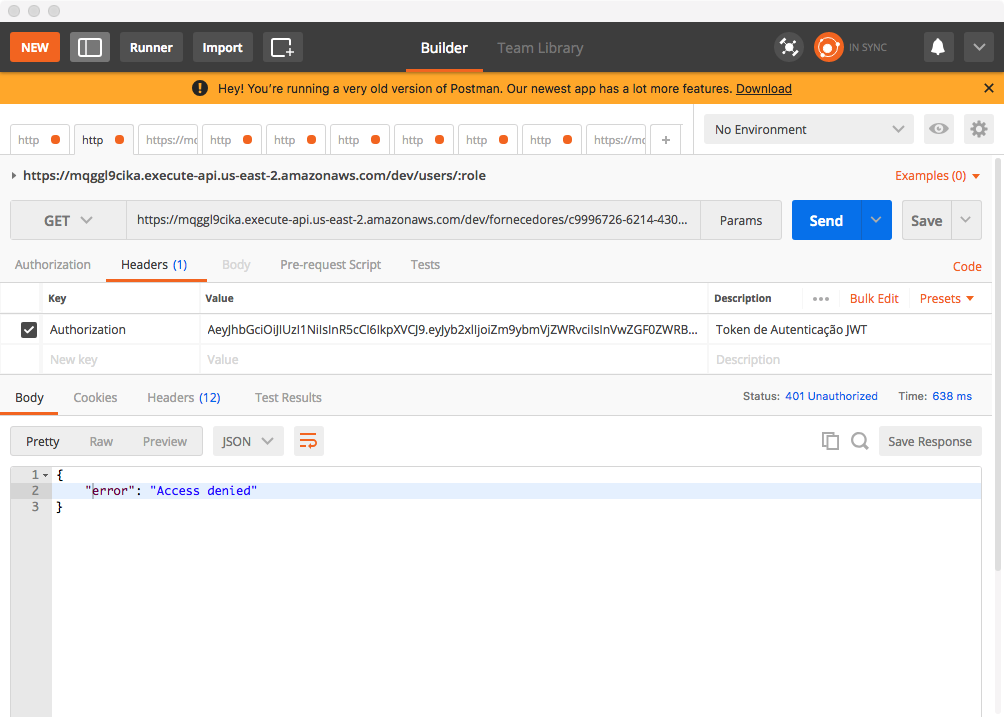 NEW Runner Import Builder Team Library IN SYNC
! Hey! You're running a very old version of Postman. Our newest app has a lot more features. Download ✕
http http https://mq http http http http http http https://mq + No Environment
https://mqggl9cika.execute-api.us-east-2.amazonaws.com/dev/users/:role Examples (0)
GET https://mqggl9cika.execute-api.us-east-2.amazonaws.com/dev/fornecedores/c9996726-6214-430... Params Send Save
Authorization Headers (1) Body Pre-request Script Tests Code
Key Value Description ••• Bulk Edit Presets
Authorization AeyJhbGciOiJIUzI1NiIsInR5cCI6IkpXVCJ9.eyJyb2xlIjoiZm9ybmVjZWRvciIsInVwZGF0ZWRB... Token de Autenticação JWT
New key Value Description
Body Cookies Headers (12) Test Results Status: 401 Unauthorized Time: 638 ms
Pretty Raw Preview JSON Save Response
1 {
2 "error": "Access denied"
3 }